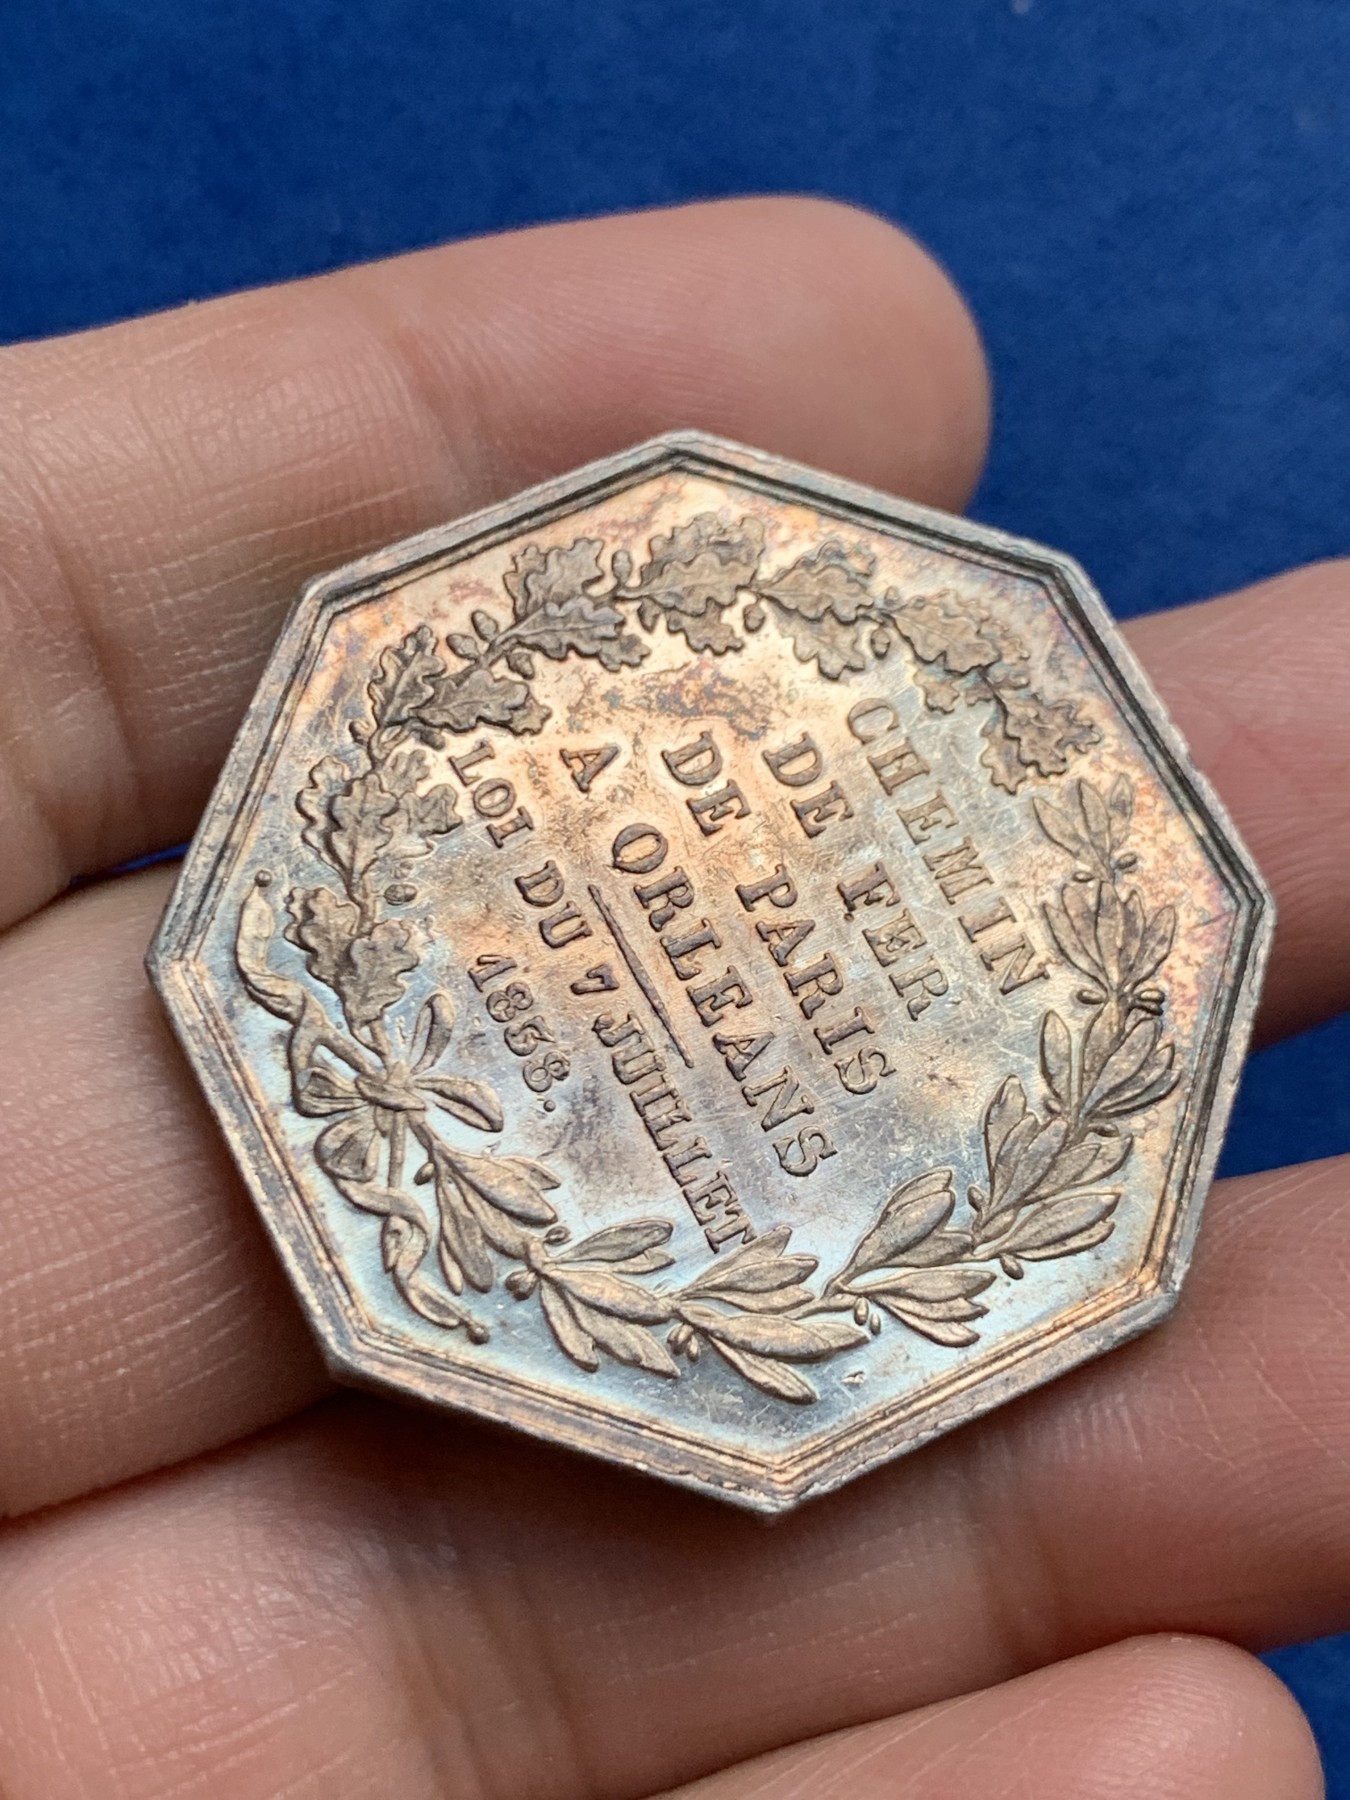 CHEMIN
DE FER
DE PARIS
A ORLEANS
LOI DU 7 JUILLET
1838.